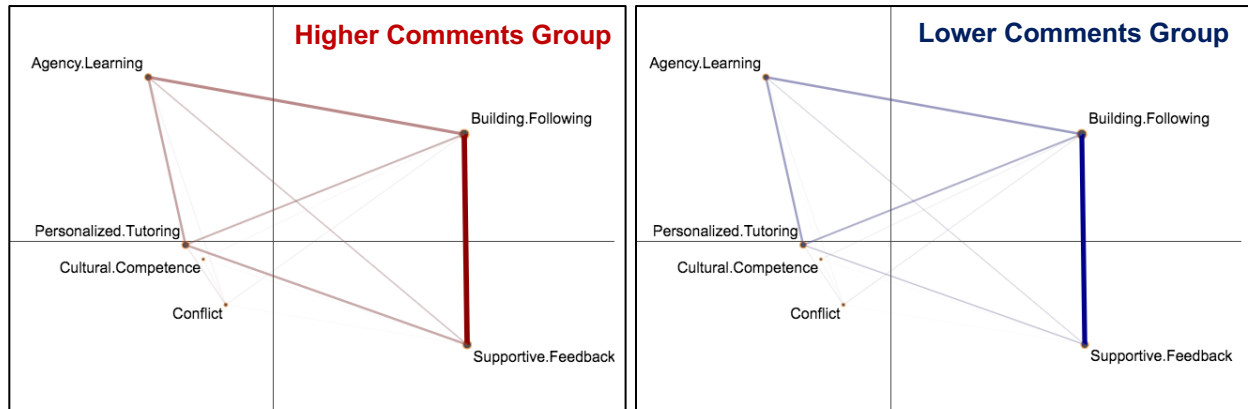 Higher Comments Group
Agency.Learning
Building.Following
Personalized.Tutoring
Cultural.Competence
Conflict
Supportive.Feedback
Lower Comments Group
Agency.Learning
Building.Following
Personalized.Tutoring
Cultural.Competence
Conflict
Supportive.Feedback